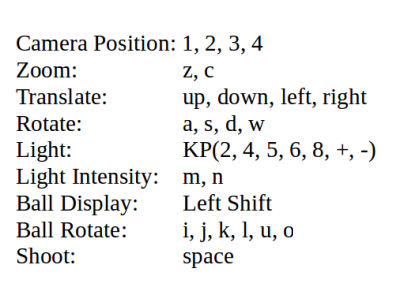 Camera Position: 1, 2, 3, 4
Zoom: z, c
Translate: up, down, left, right
Rotate: a, s, d, w
Light: KP(2, 4, 5, 6, 8, +, -)
Light Intensity: m, n
Ball Display: Left Shift
Ball Rotate: i, j, k, l, u, o
Shoot: space